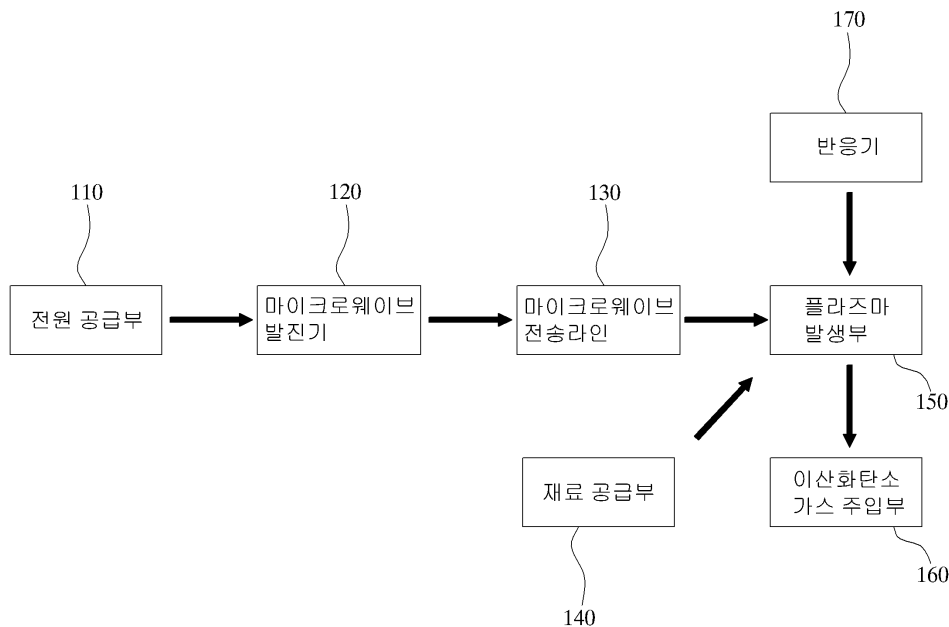 170
반응기
110
120
130
전원 공급부
마이크로웨이브
발진기
마이크로웨이브
전송라인
플라즈마
발생부
150
재료 공급부
이산화탄소
가스 주입부
140
160